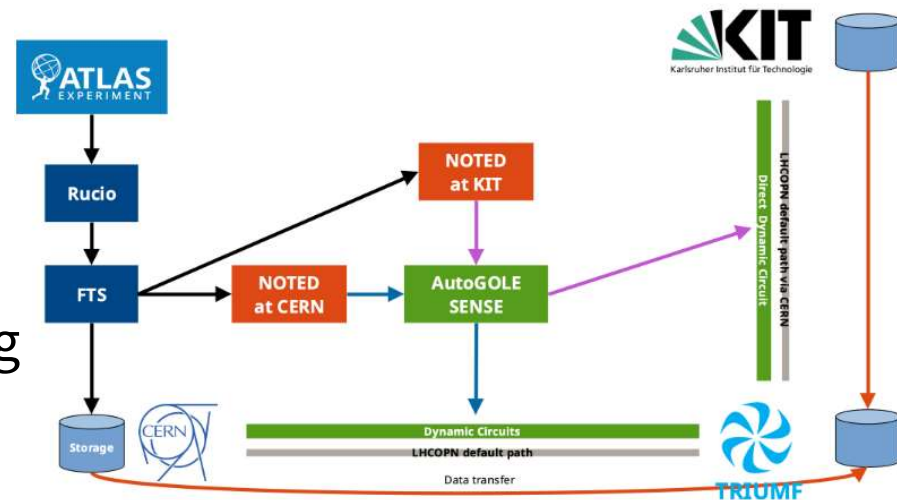 KIT
Karlsruher Institut für Technologie
ATLAS
EXPERIMENT
NOTED
at KIT
Rucio
Direct Dynamic Circuit
LHCOPN default path via CERN
FTS
NOTED
at CERN
AutoGOLE
SENSE
g
Storage
CERN
Dynamic Circuits
LHCOPN default path
Data transfer
TRIUMF